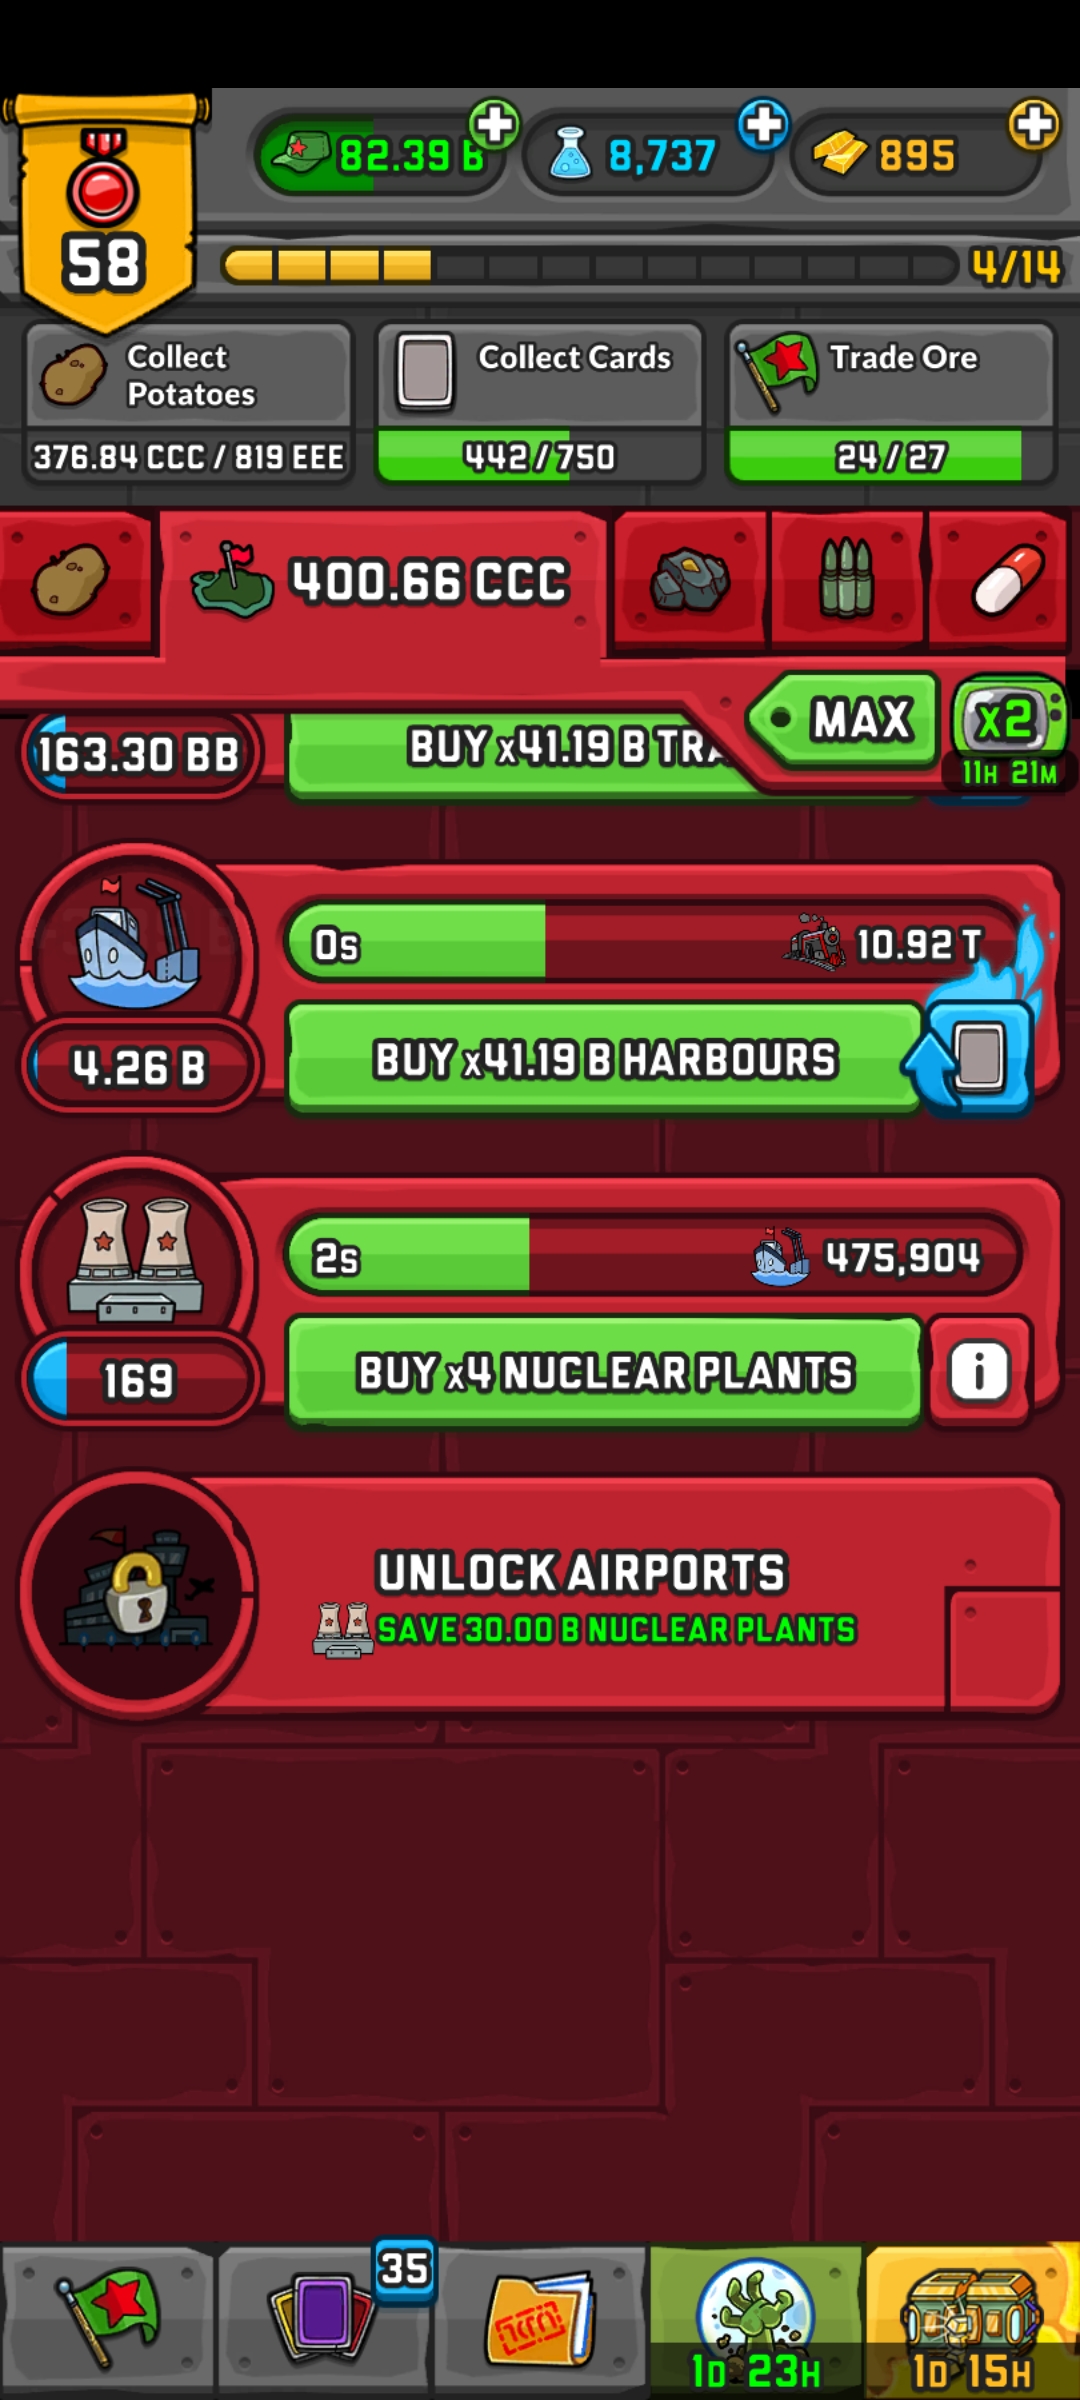 58
82.39 B
8,737
895
4/14
Collect
Potatoes
376.84 CCC / 819 EEE
Collect Cards
442/750
Trade Ore
24/27
400.66 CCC
MAX
x2
11H 21M
163.30 BB
BUY x41.19 B TRA
0s
10.92 T
4.26 B
BUY x41.19 B HARBOURS
2s
475,904
169
BUY x4 NUCLEAR PLANTS
i
UNLOCK AIRPORTS
SAVE 30.00 B NUCLEAR PLANTS
35
1D 23H
1D 15H